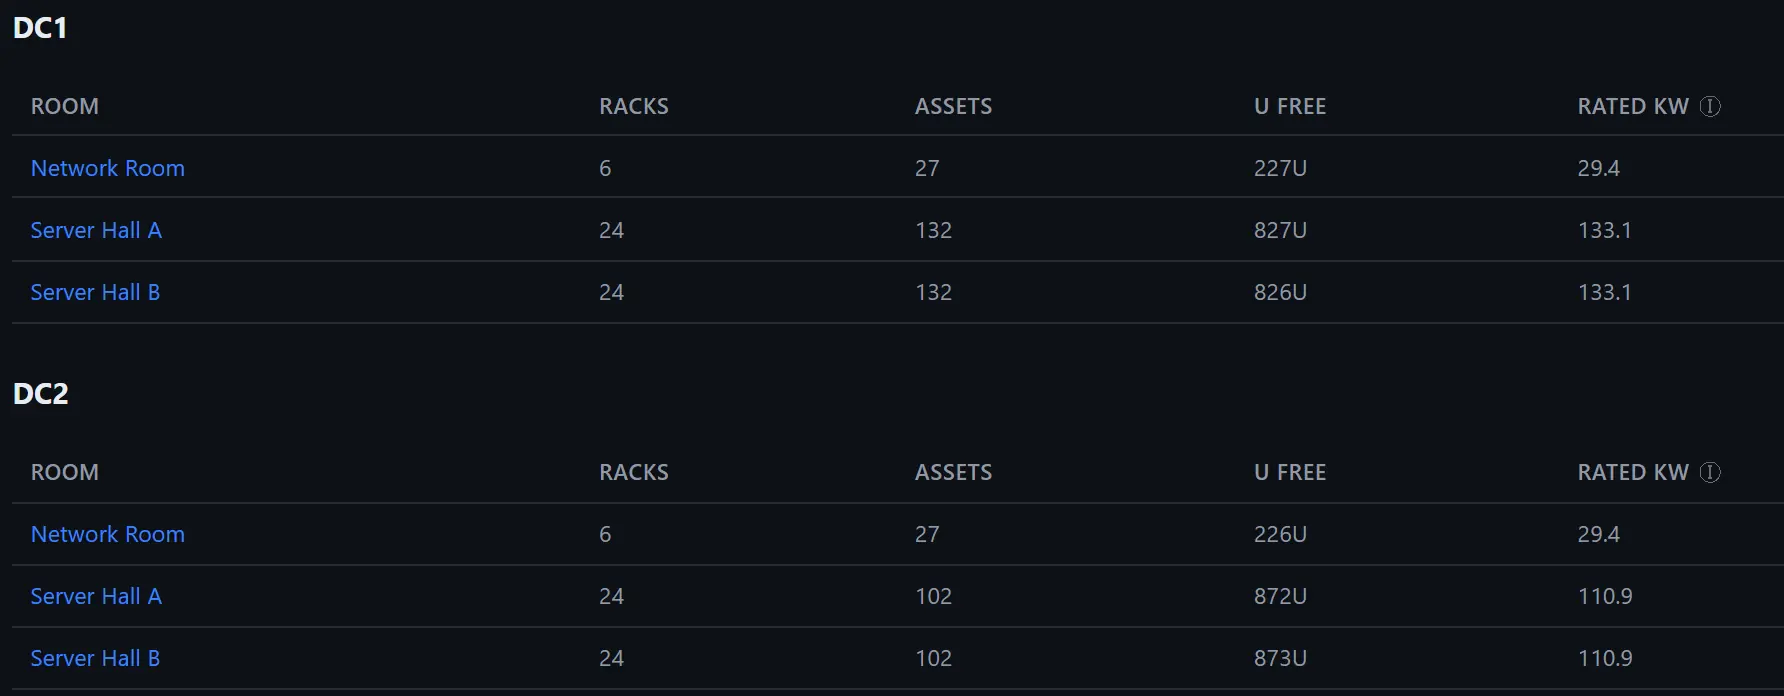 DC1
ROOM RACKS ASSETS U FREE RATED KW ⓘ
Network Room 6 27 227U 29.4
Server Hall A 24 132 827U 133.1
Server Hall B 24 132 826U 133.1
DC2
ROOM RACKS ASSETS U FREE RATED KW ⓘ
Network Room 6 27 226U 29.4
Server Hall A 24 102 872U 110.9
Server Hall B 24 102 873U 110.9